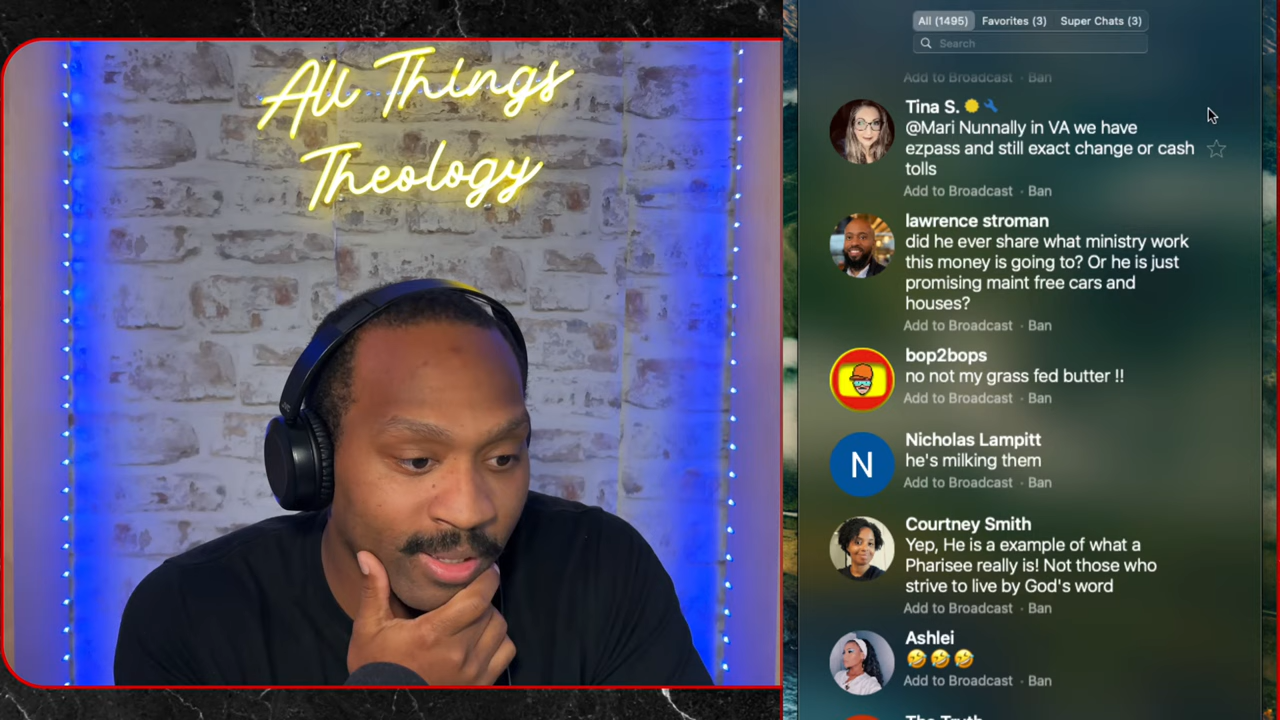 All Things
Theology
All (1495) Favorites (3) Super Chats (3)
Search
Add to Broadcast · Ban
Tina S.
@Mari Nunnally in VA we have
ezpass and still exact change or cash
tolls
Add to Broadcast · Ban
lawrence stroman
did he ever share what ministry work
this money is going to? Or he is just
promising maint free cars and
houses?
Add to Broadcast · Ban
bop2bops
no not my grass fed butter !!
Add to Broadcast · Ban
N
Nicholas Lampitt
he's milking them
Add to Broadcast · Ban
Courtney Smith
Yep, He is a example of what a
Pharisee really is! Not those who
strive to live by God's word
Add to Broadcast · Ban
Ashlei
🤣🤣🤣
Add to Broadcast · Ban
The Truth